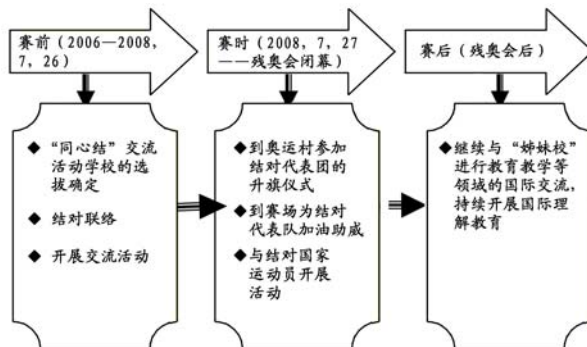 赛前(2006—2008,
7,26)
赛时(2008,7,27
——残奥会闭幕)
赛后(残奥会后)
◆ “同心结”交流
活动学校的选
拔确定
◆ 结对联络
◆ 开展交流活动
◆ 到奥运村参加
结对代表团的
升旗仪式
◆ 到赛场为结对
代表队加油助威
◆ 与结对国家
运动员开展
活动
◆ 继续与“姊妹校”
进行教育教学等
领域的国际交流,
持续开展国际理
解教育